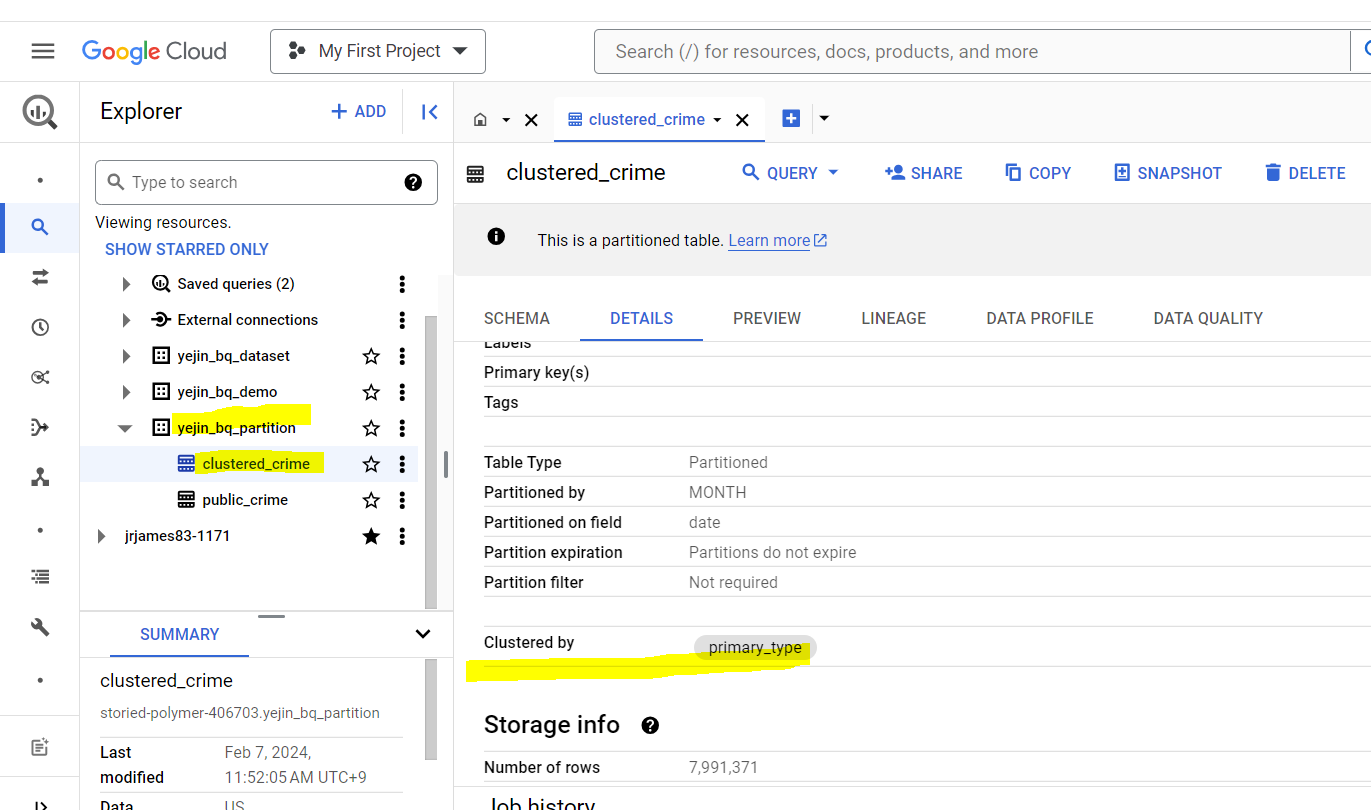 Google Cloud
My First Project
Search (/) for resources, docs, products, and more
Explorer
+ ADD
Type to search
Viewing resources.
SHOW STARRED ONLY
Saved queries (2)
External connections
yejin_bq_dataset
yejin_bq_demo
yejin_bq_partition
clustered_crime
public_crime
jrjames83-1171
SUMMARY
clustered_crime
storied-polymer-406703.yejin_bq_partition
Last modified Feb 7, 2024, 11:52:05 AM UTC+9
Data US
clustered_crime
clustered_crime QUERY SHARE COPY SNAPSHOT DELETE
This is a partitioned table. Learn more
SCHEMA DETAILS PREVIEW LINEAGE DATA PROFILE DATA QUALITY
Labels
Primary key(s)
Tags
Table Type Partitioned
Partitioned by MONTH
Partitioned on field date
Partition expiration Partitions do not expire
Partition filter Not required
Clustered by primary_type
Storage info
Number of rows 7,991,371
Job history